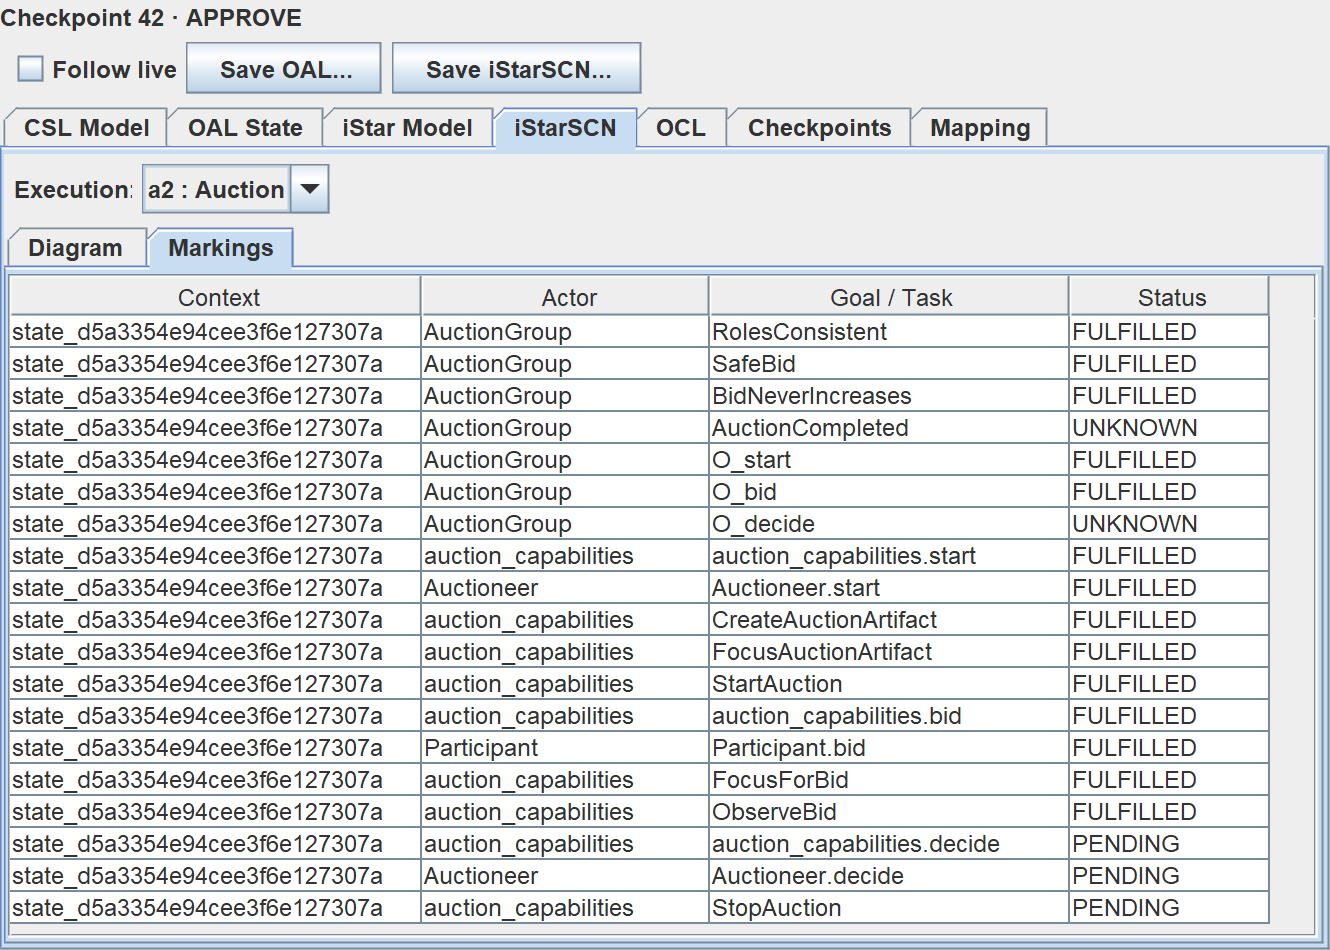 Checkpoint 42 · APPROVE
Follow live Save OAL... Save iStarSCN...
CSL Model OAL State iStar Model iStarSCN OCL Checkpoints Mapping
Execution: a2 : Auction
Diagram Markings
Context Actor Goal / Task Status
state_d5a3354e94cee3f6e127307a AuctionGroup RolesConsistent FULFILLED
state_d5a3354e94cee3f6e127307a AuctionGroup SafeBid FULFILLED
state_d5a3354e94cee3f6e127307a AuctionGroup BidNeverIncreases FULFILLED
state_d5a3354e94cee3f6e127307a AuctionGroup AuctionCompleted UNKNOWN
state_d5a3354e94cee3f6e127307a AuctionGroup O_start FULFILLED
state_d5a3354e94cee3f6e127307a AuctionGroup O_bid FULFILLED
state_d5a3354e94cee3f6e127307a AuctionGroup O_decide UNKNOWN
state_d5a3354e94cee3f6e127307a auction_capabilities auction_capabilities.start FULFILLED
state_d5a3354e94cee3f6e127307a Auctioneer Auctioneer.start FULFILLED
state_d5a3354e94cee3f6e127307a auction_capabilities CreateAuctionArtifact FULFILLED
state_d5a3354e94cee3f6e127307a auction_capabilities FocusAuctionArtifact FULFILLED
state_d5a3354e94cee3f6e127307a auction_capabilities StartAuction FULFILLED
state_d5a3354e94cee3f6e127307a auction_capabilities auction_capabilities.bid FULFILLED
state_d5a3354e94cee3f6e127307a Participant Participant.bid FULFILLED
state_d5a3354e94cee3f6e127307a auction_capabilities FocusForBid FULFILLED
state_d5a3354e94cee3f6e127307a auction_capabilities ObserveBid FULFILLED
state_d5a3354e94cee3f6e127307a auction_capabilities auction_capabilities.decide PENDING
state_d5a3354e94cee3f6e127307a Auctioneer Auctioneer.decide PENDING
state_d5a3354e94cee3f6e127307a auction_capabilities StopAuction PENDING